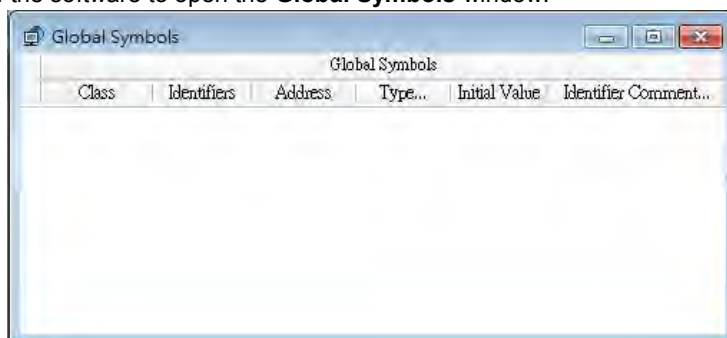 the software to open the Global Symbols window.
Global Symbols
Global Symbols
Class Identifiers Address Type... Initial Value Identifier Comment...